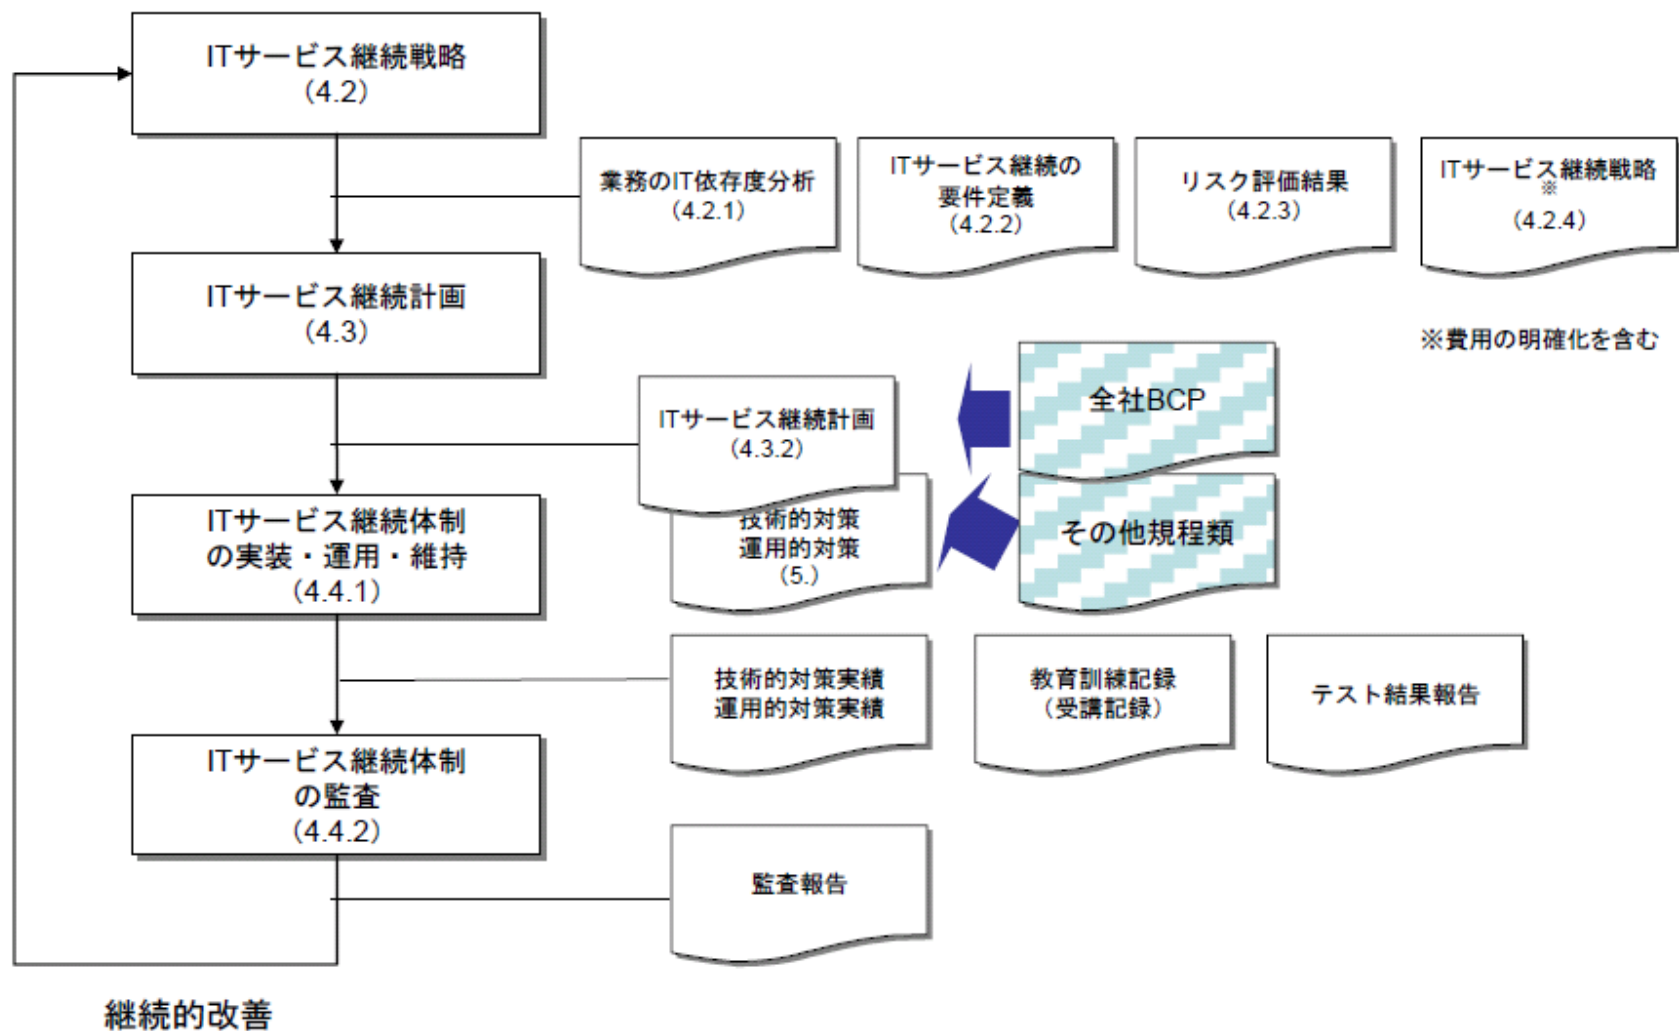 ITサービス継続戦略
（4.2）
業務のIT依存度分析
（4.2.1）
ITサービス継続の
要件定義
（4.2.2）
リスク評価結果
（4.2.3）
ITサービス継続戦略
※
（4.2.4）
ITサービス継続計画
（4.3）
※費用の明確化を含む
ITサービス継続計画
（4.3.2）
全社BCP
技術的対策
運用的対策
（5.）
その他規程類
ITサービス継続体制
の実装・運用・維持
（4.4.1）
技術的対策実績
運用的対策実績
教育訓練記録
（受講記録）
テスト結果報告
ITサービス継続体制
の監査
（4.4.2）
監査報告
継続的改善